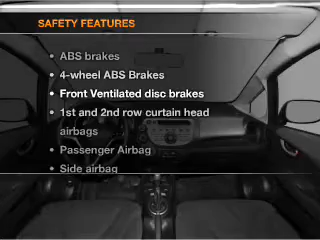 SAFETY FEATURES
• ABS brakes
• 4-wheel ABS Brakes
• Front Ventilated disc brakes
• 1st and 2nd row curtain head
airbags
• Passenger Airbag
• Side airbag